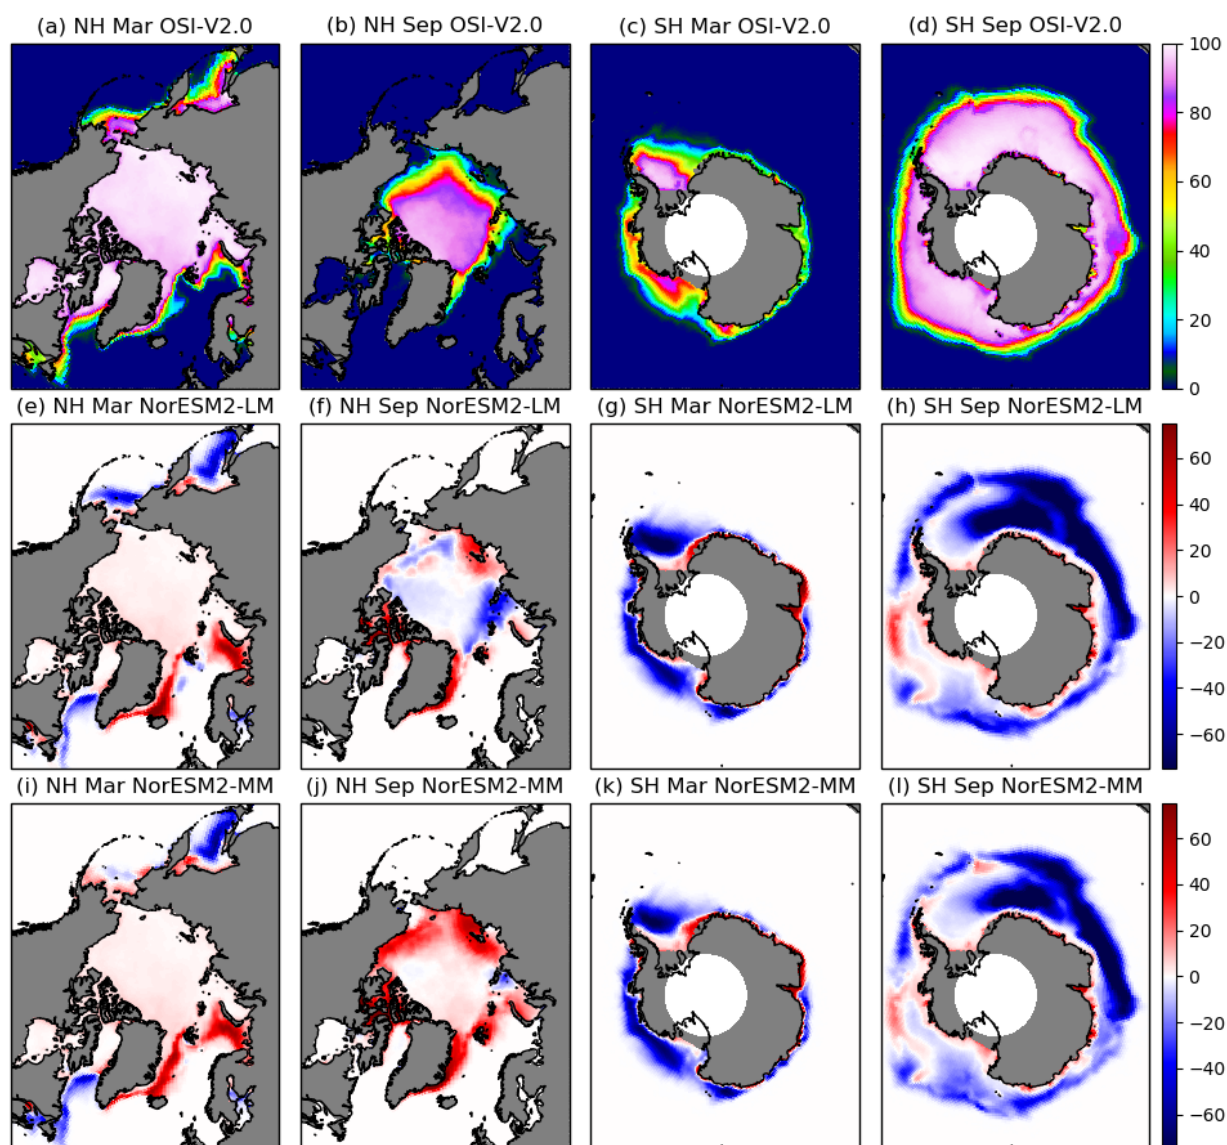 (a) NH Mar OSI-V2.0
(b) NH Sep OSI-V2.0
(c) SH Mar OSI-V2.0
(d) SH Sep OSI-V2.0
100
80
60
40
20
0
(e) NH Mar NorESM2-LM
(f) NH Sep NorESM2-LM
(g) SH Mar NorESM2-LM
(h) SH Sep NorESM2-LM
60
40
20
0
−20
−40
−60
(i) NH Mar NorESM2-MM
(j) NH Sep NorESM2-MM
(k) SH Mar NorESM2-MM
(l) SH Sep NorESM2-MM
60
40
20
0
−20
−40
−60